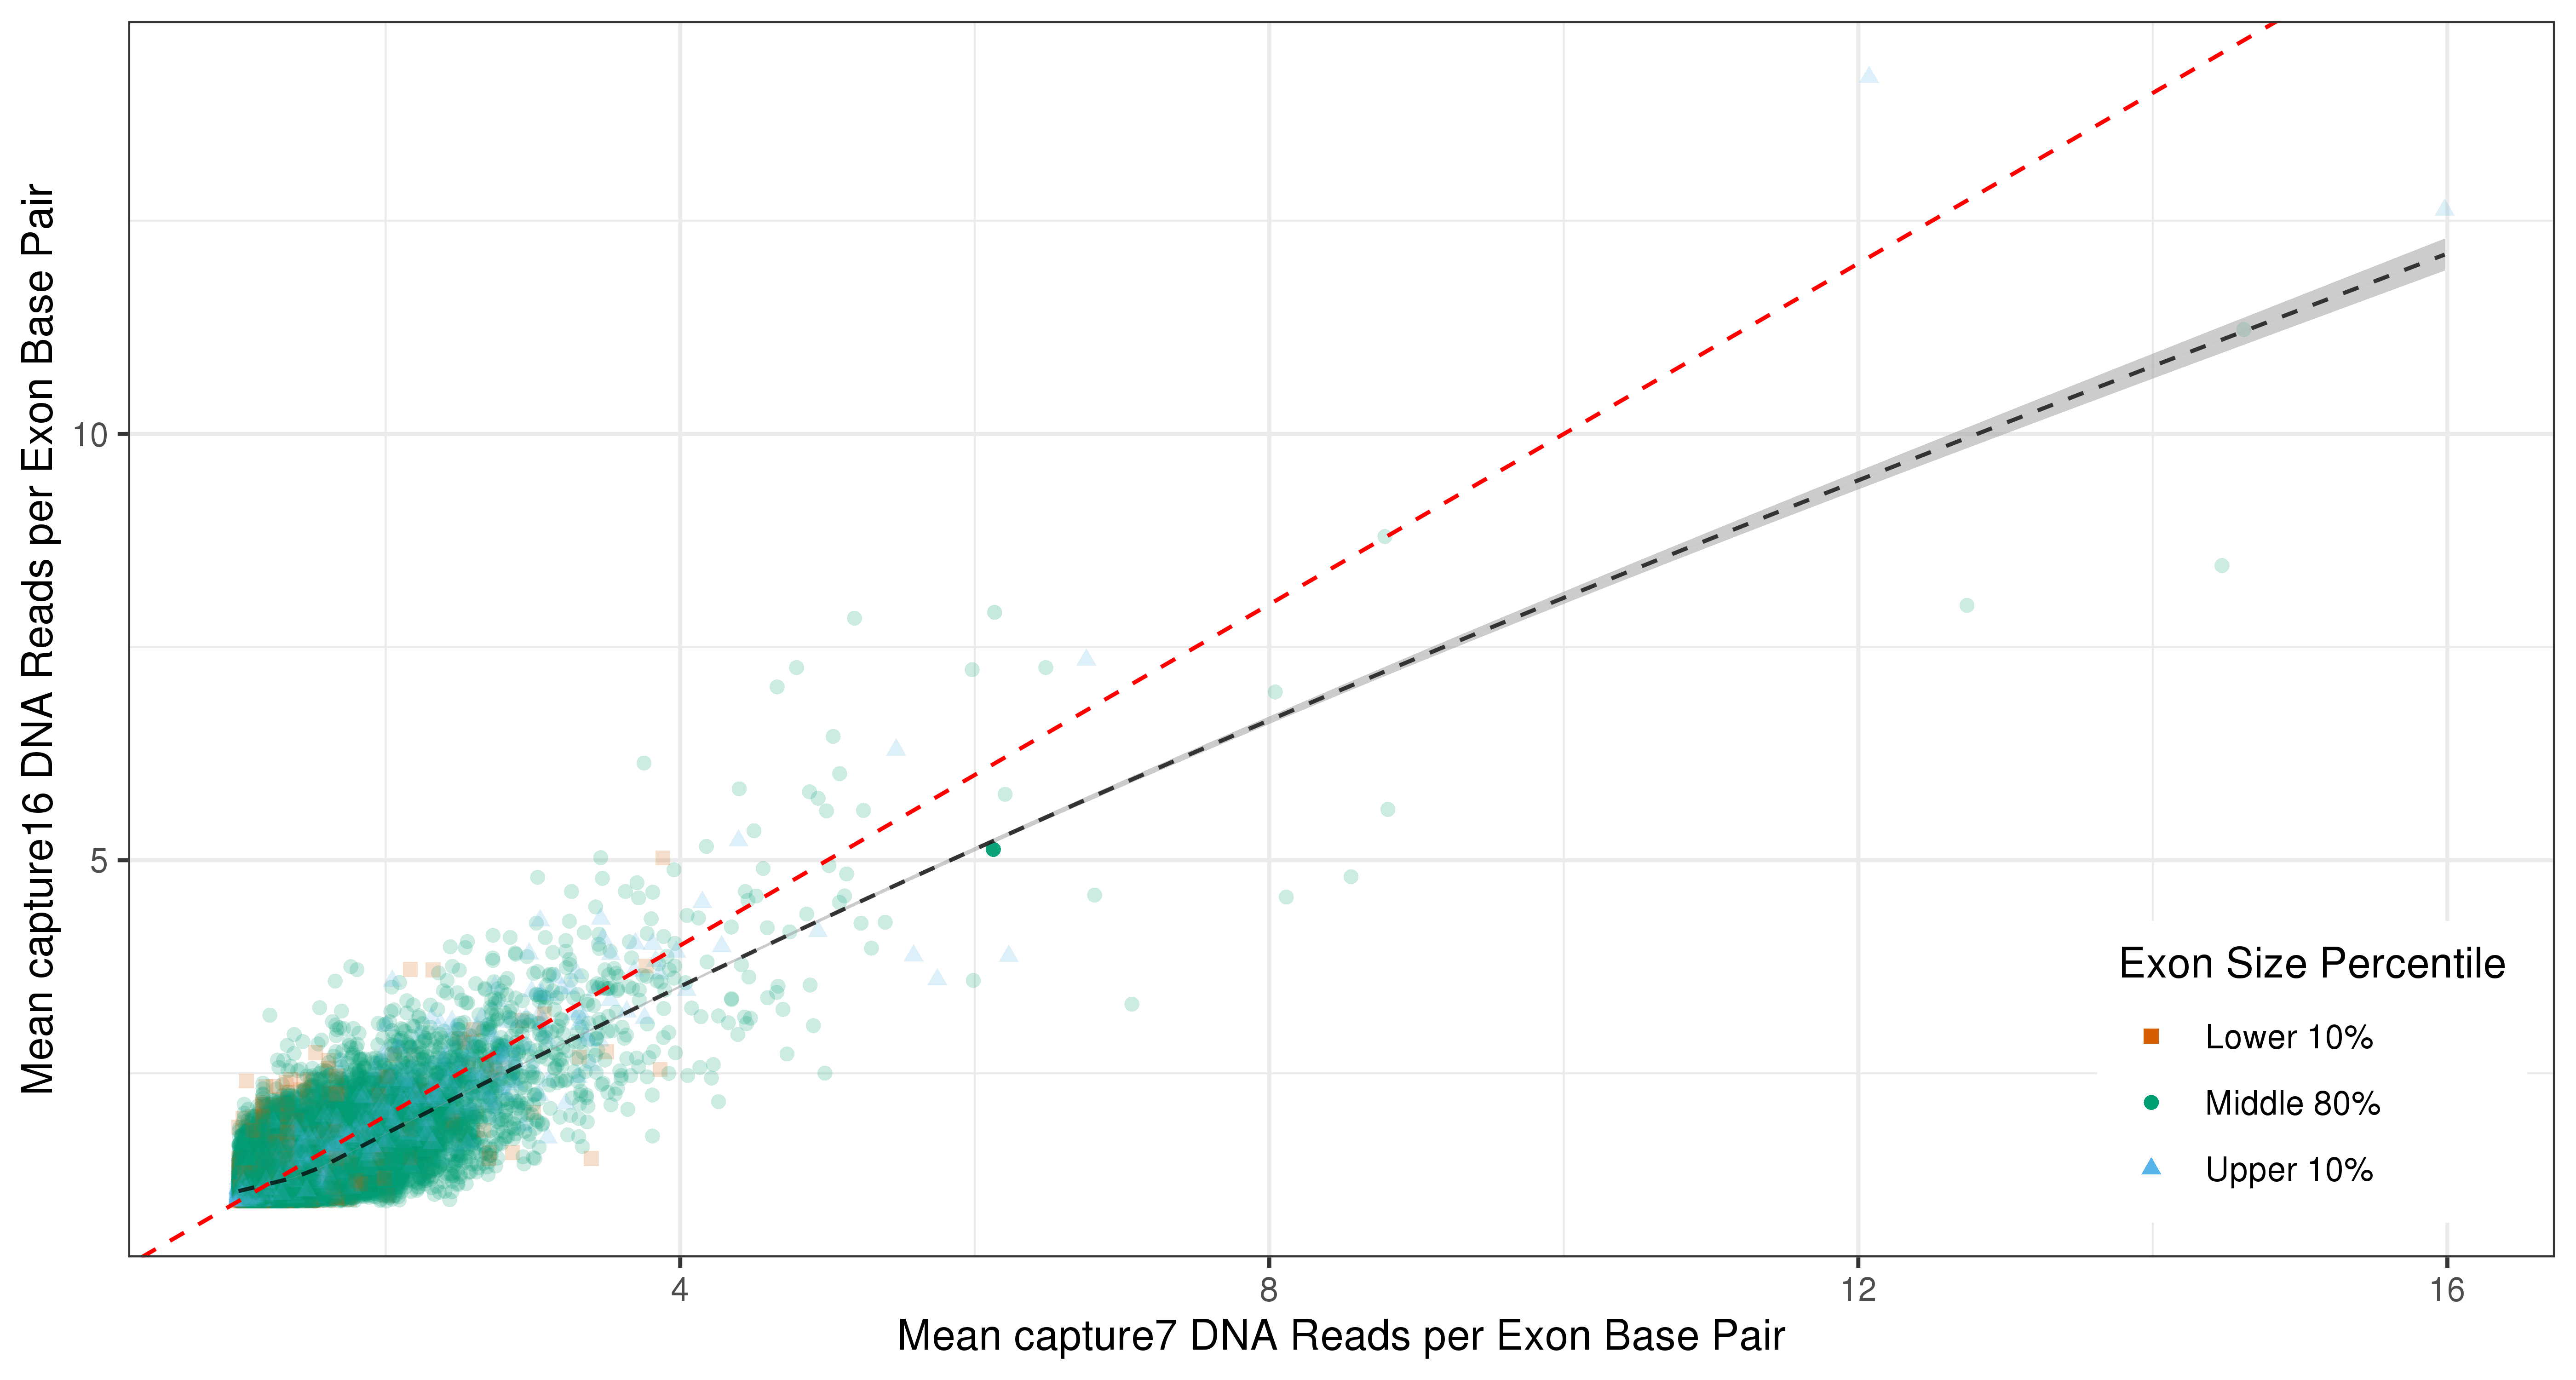 Mean capture16 DNA Reads per Exon Base Pair
10
5
Exon Size Percentile
Lower 10%
Middle 80%
Upper 10%
4 8 12 16
Mean capture7 DNA Reads per Exon Base Pair